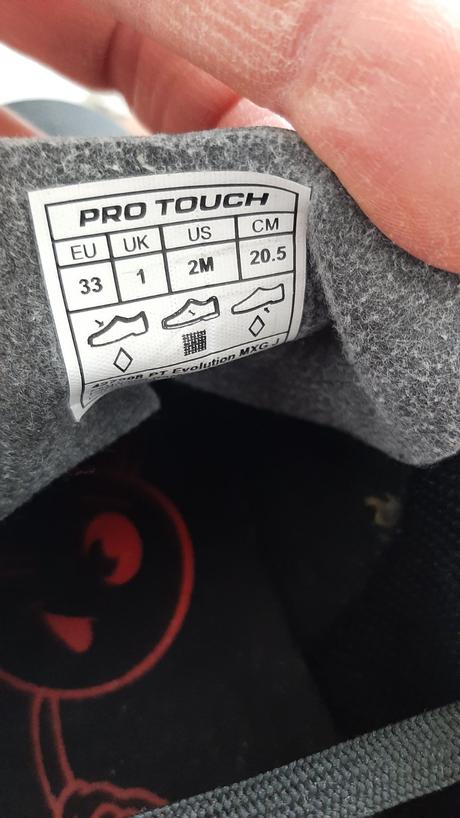 PRO TOUCH
EU UK US CM
33 1 2M 20.5
PT Evolution MXG J